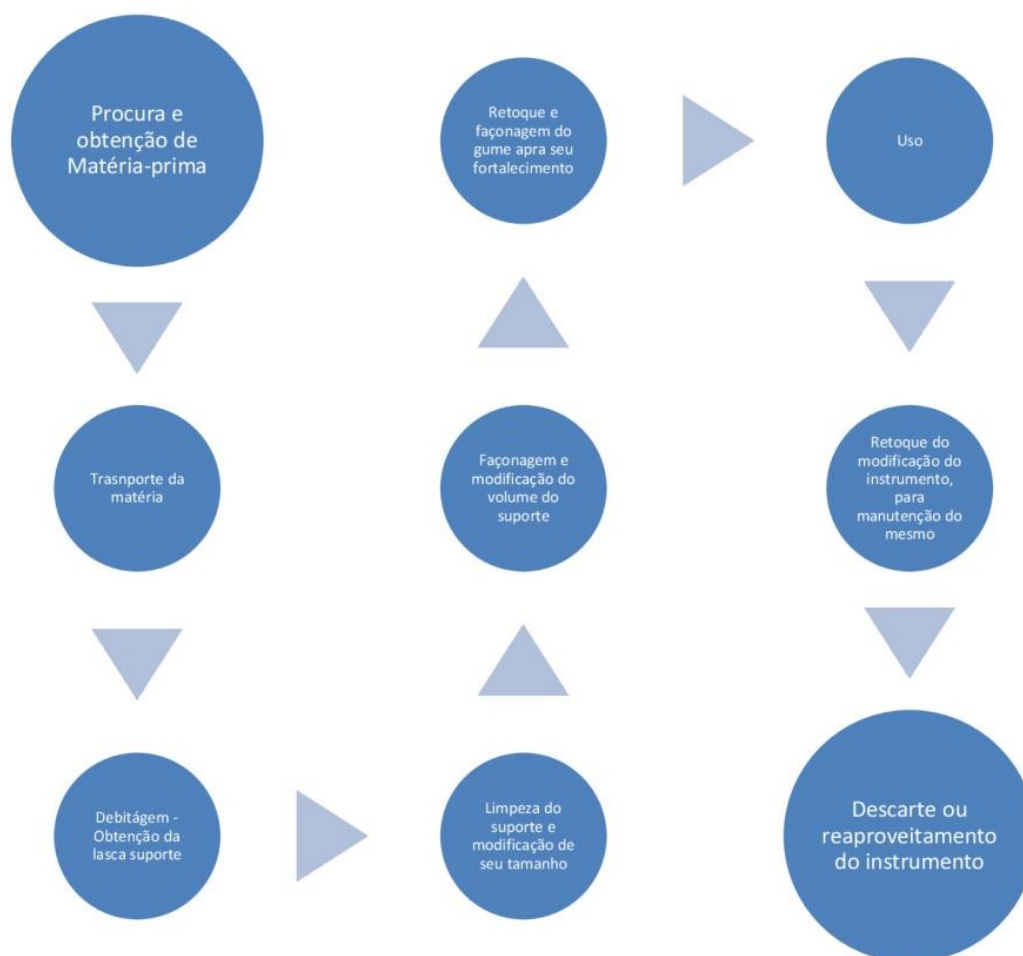 Procura e
obtenção de
Matéria-prima
Trasnporte da
matéria
Debitágem -
Obtenção da
lasca suporte
Limpeza do
suporte e
modificação de
seu tamanho
Façonagem e
modificação do
volume do
suporte
Retoque e
façonagem do
gume apra seu
fortalecimento
Uso
Retoque do
modificação do
instrumento,
para
manutenção do
mesmo
Descarte ou
reaproveitamento
do instrumento